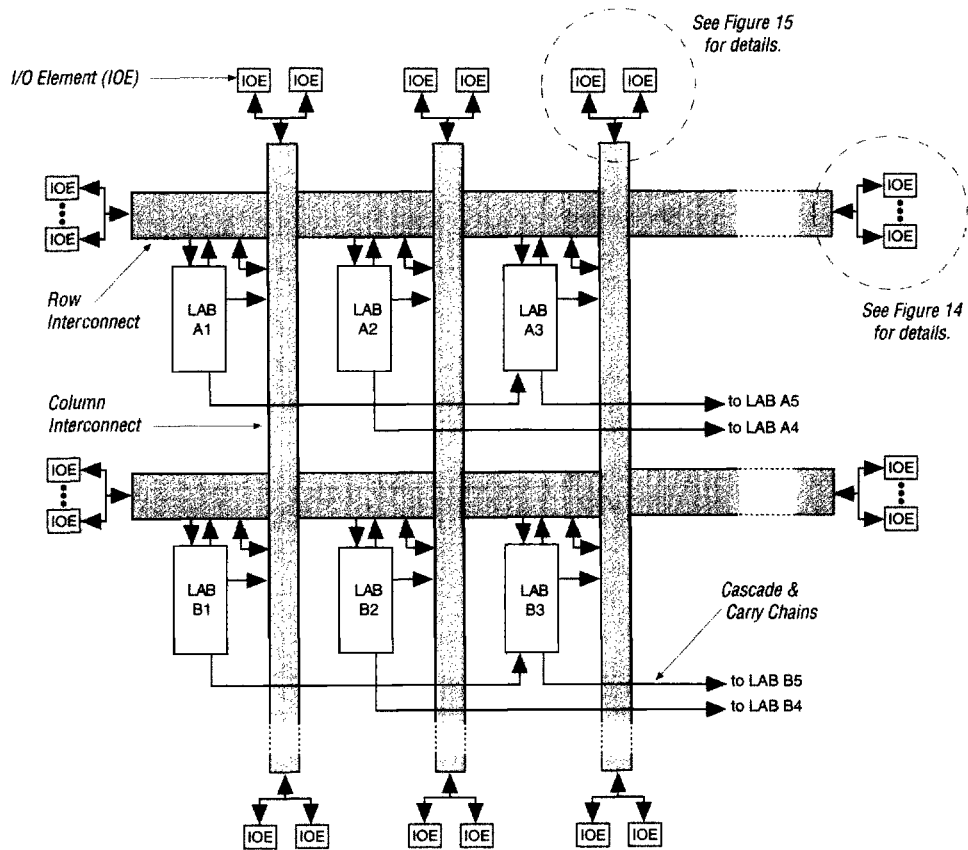 See Figure 15
for details.
I/O Element (IOE)
IOE IOE IOE IOE IOE IOE
IOE IOE
IOE IOE
Row
Interconnect
LAB
A1
LAB
A2
LAB
A3
See Figure 14
for details.
Column
Interconnect
to LAB A5
to LAB A4
IOE IOE
IOE IOE
LAB
B1
LAB
B2
LAB
B3
Cascade &
Carry Chains
to LAB B5
to LAB B4
IOE IOE IOE IOE IOE IOE